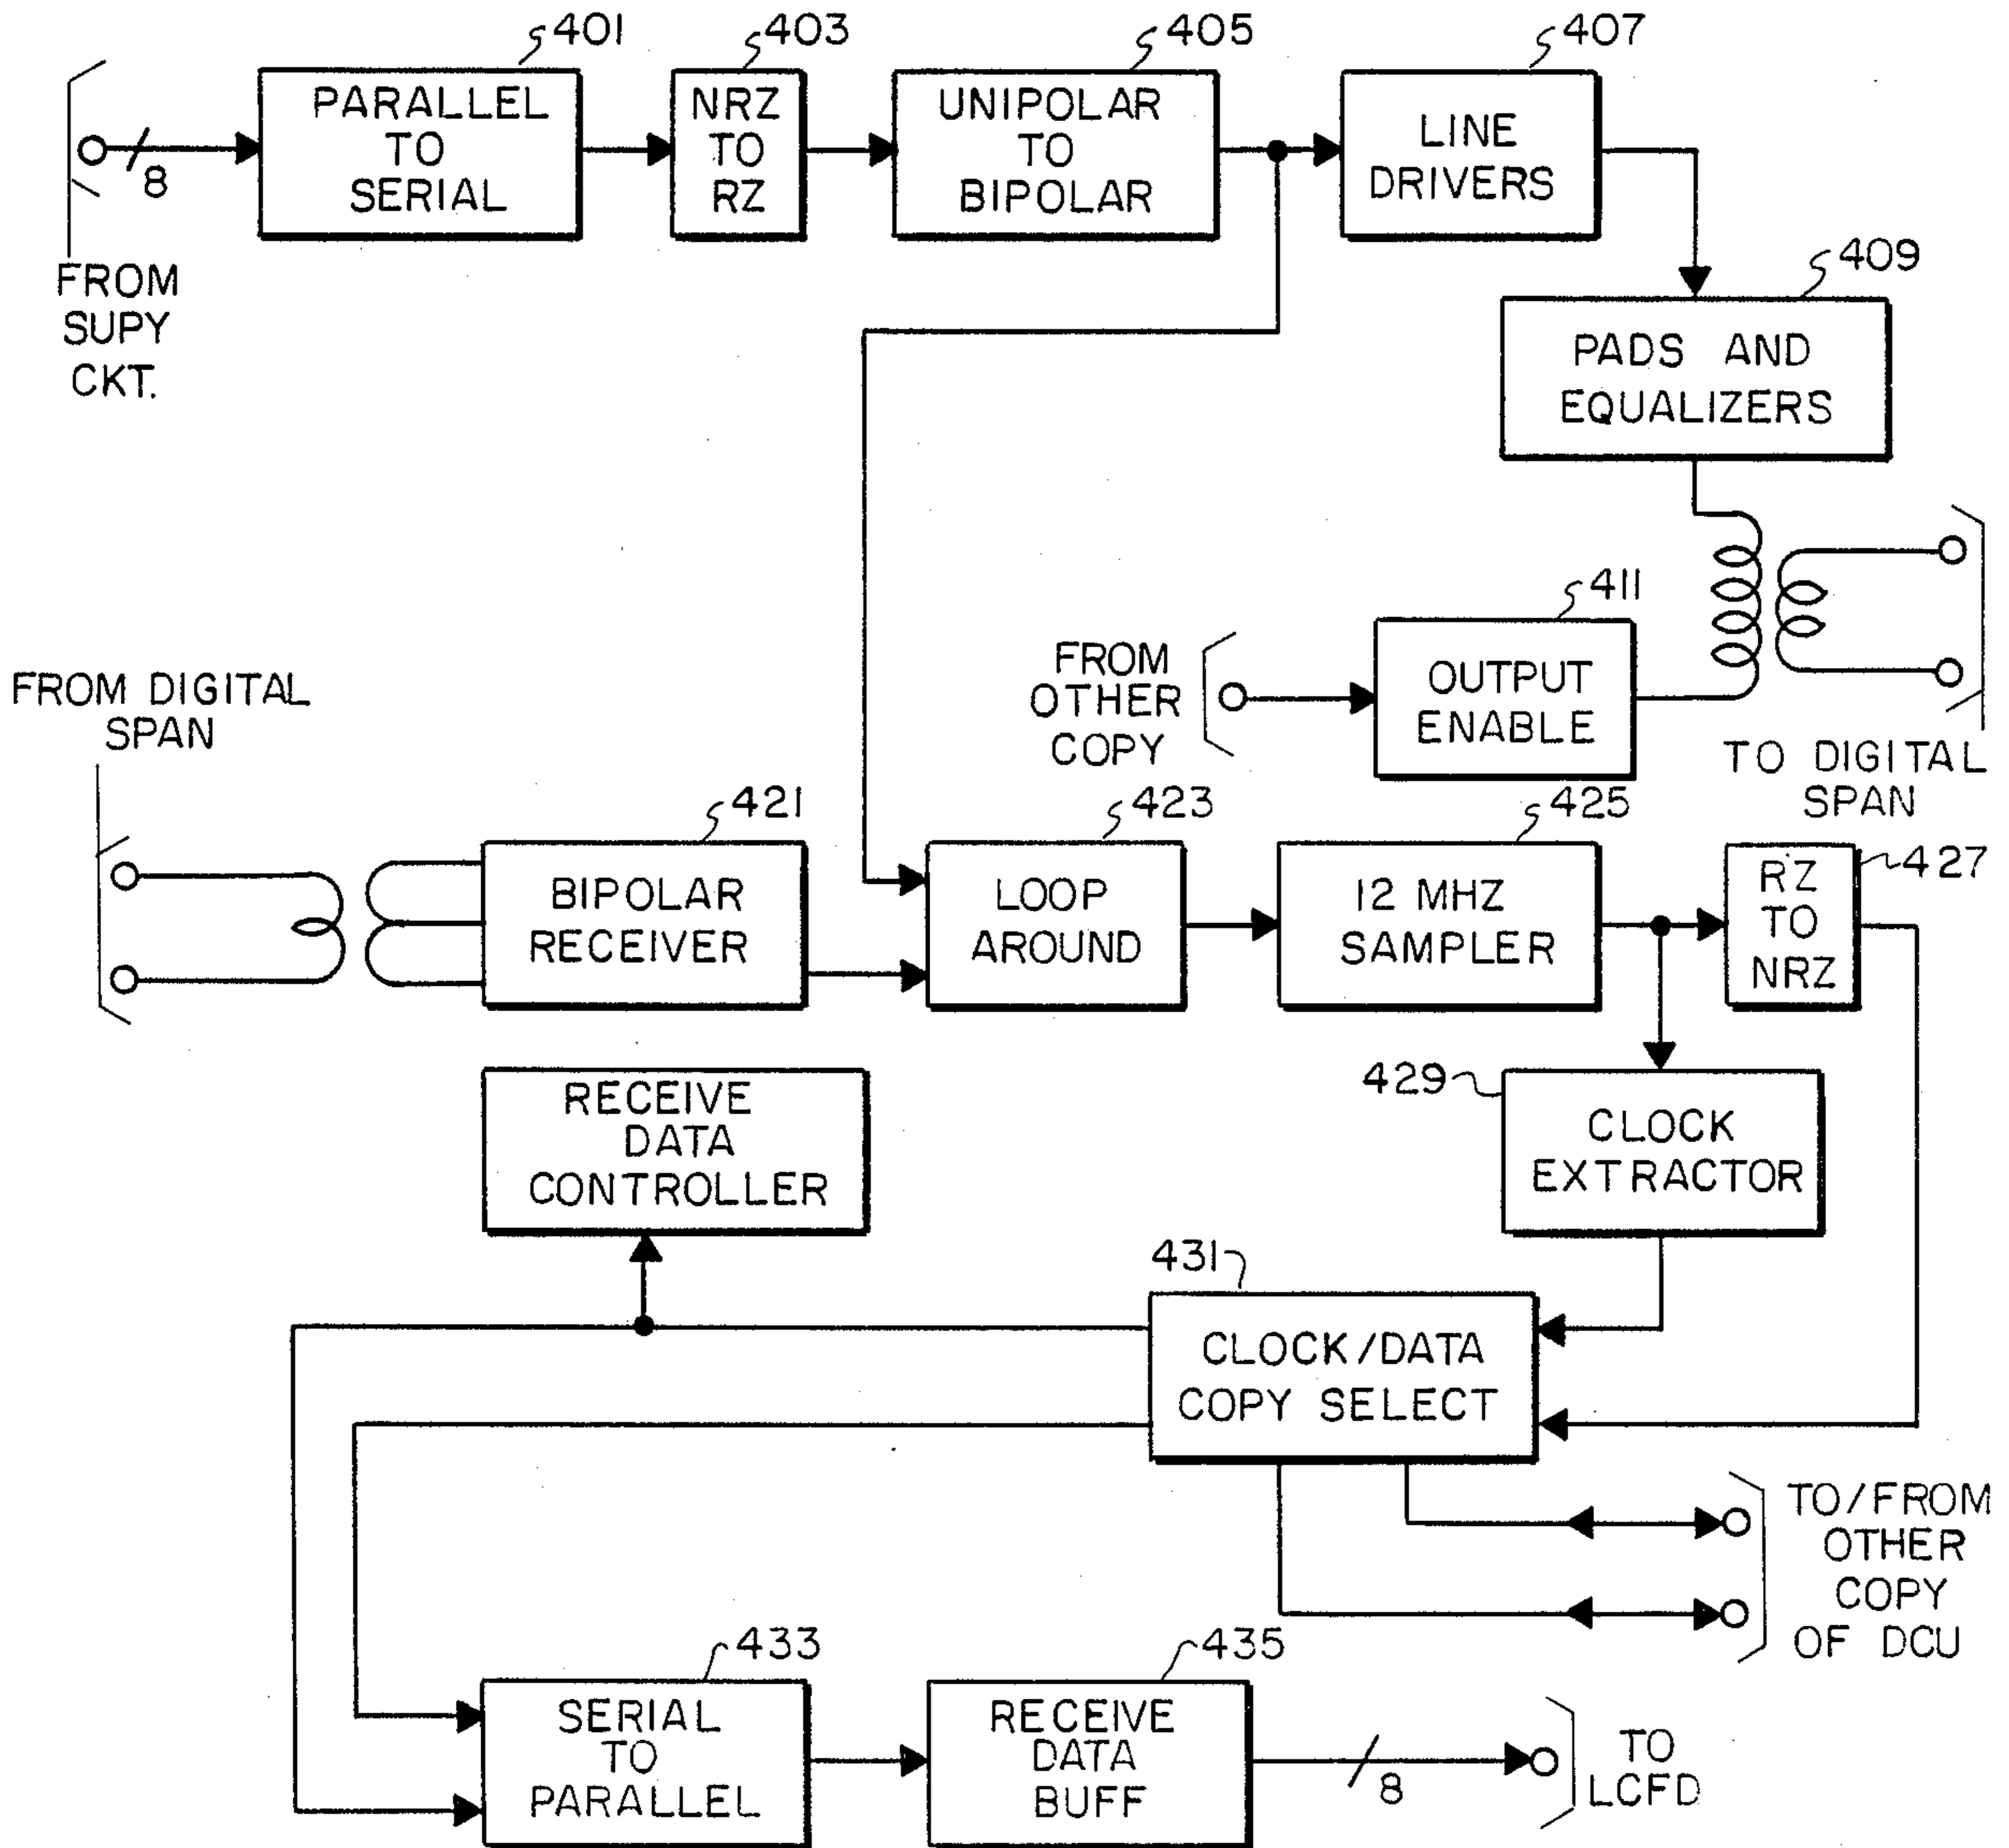 401
PARALLEL
TO
SERIAL
403
NRZ
TO
RZ
405
UNIPOLAR
TO
BIPOLAR
407
LINE
DRIVERS
8
FROM
SUPY
CKT.
409
PADS AND
EQUALIZERS
411
OUTPUT
ENABLE
FROM
OTHER
COPY
TO DIGITAL
SPAN
FROM DIGITAL
SPAN
421
BIPOLAR
RECEIVER
423
LOOP
AROUND
425
12 MHZ
SAMPLER
427
RZ
TO
NRZ
RECEIVE
DATA
CONTROLLER
429
CLOCK
EXTRACTOR
431
CLOCK/DATA
COPY SELECT
TO/FROM
OTHER
COPY
OF DCU
433
SERIAL
TO
PARALLEL
435
RECEIVE
DATA
BUFF
8
TO
LCFD